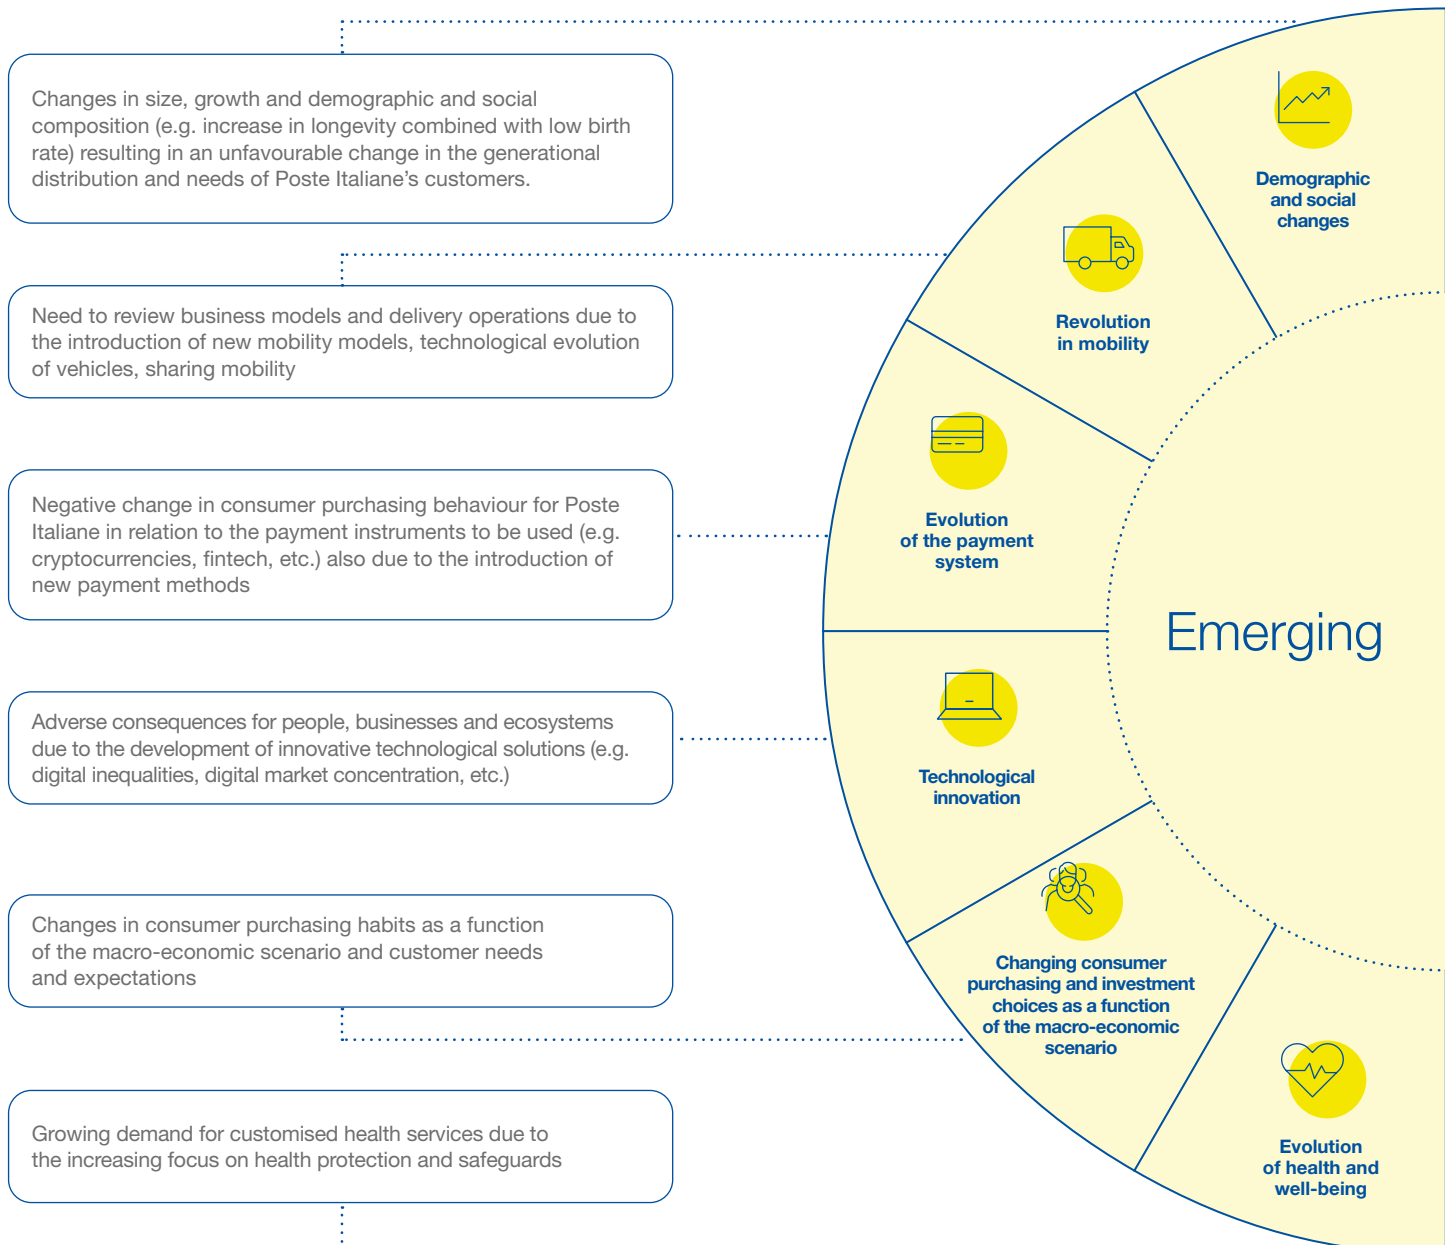 Changes in size, growth and demographic and social
composition (e.g. increase in longevity combined with low birth
rate) resulting in an unfavourable change in the generational
distribution and needs of Poste Italiane's customers.
Demographic
and social
changes
Need to review business models and delivery operations due to
the introduction of new mobility models, technological evolution
of vehicles, sharing mobility
Revolution
in mobility
Negative change in consumer purchasing behaviour for Poste
Italiane in relation to the payment instruments to be used (e.g.
cryptocurrencies, fintech, etc.) also due to the introduction of
new payment methods
Evolution
of the payment
system
Emerging
Adverse consequences for people, businesses and ecosystems
due to the development of innovative technological solutions (e.g.
digital inequalities, digital market concentration, etc.)
Technological
innovation
Changes in consumer purchasing habits as a function
of the macro-economic scenario and customer needs
and expectations
Changing consumer
purchasing and investment
choices as a function
of the macro-economic
scenario
Growing demand for customised health services due to
the increasing focus on health protection and safeguards
Evolution
of health and
well-being